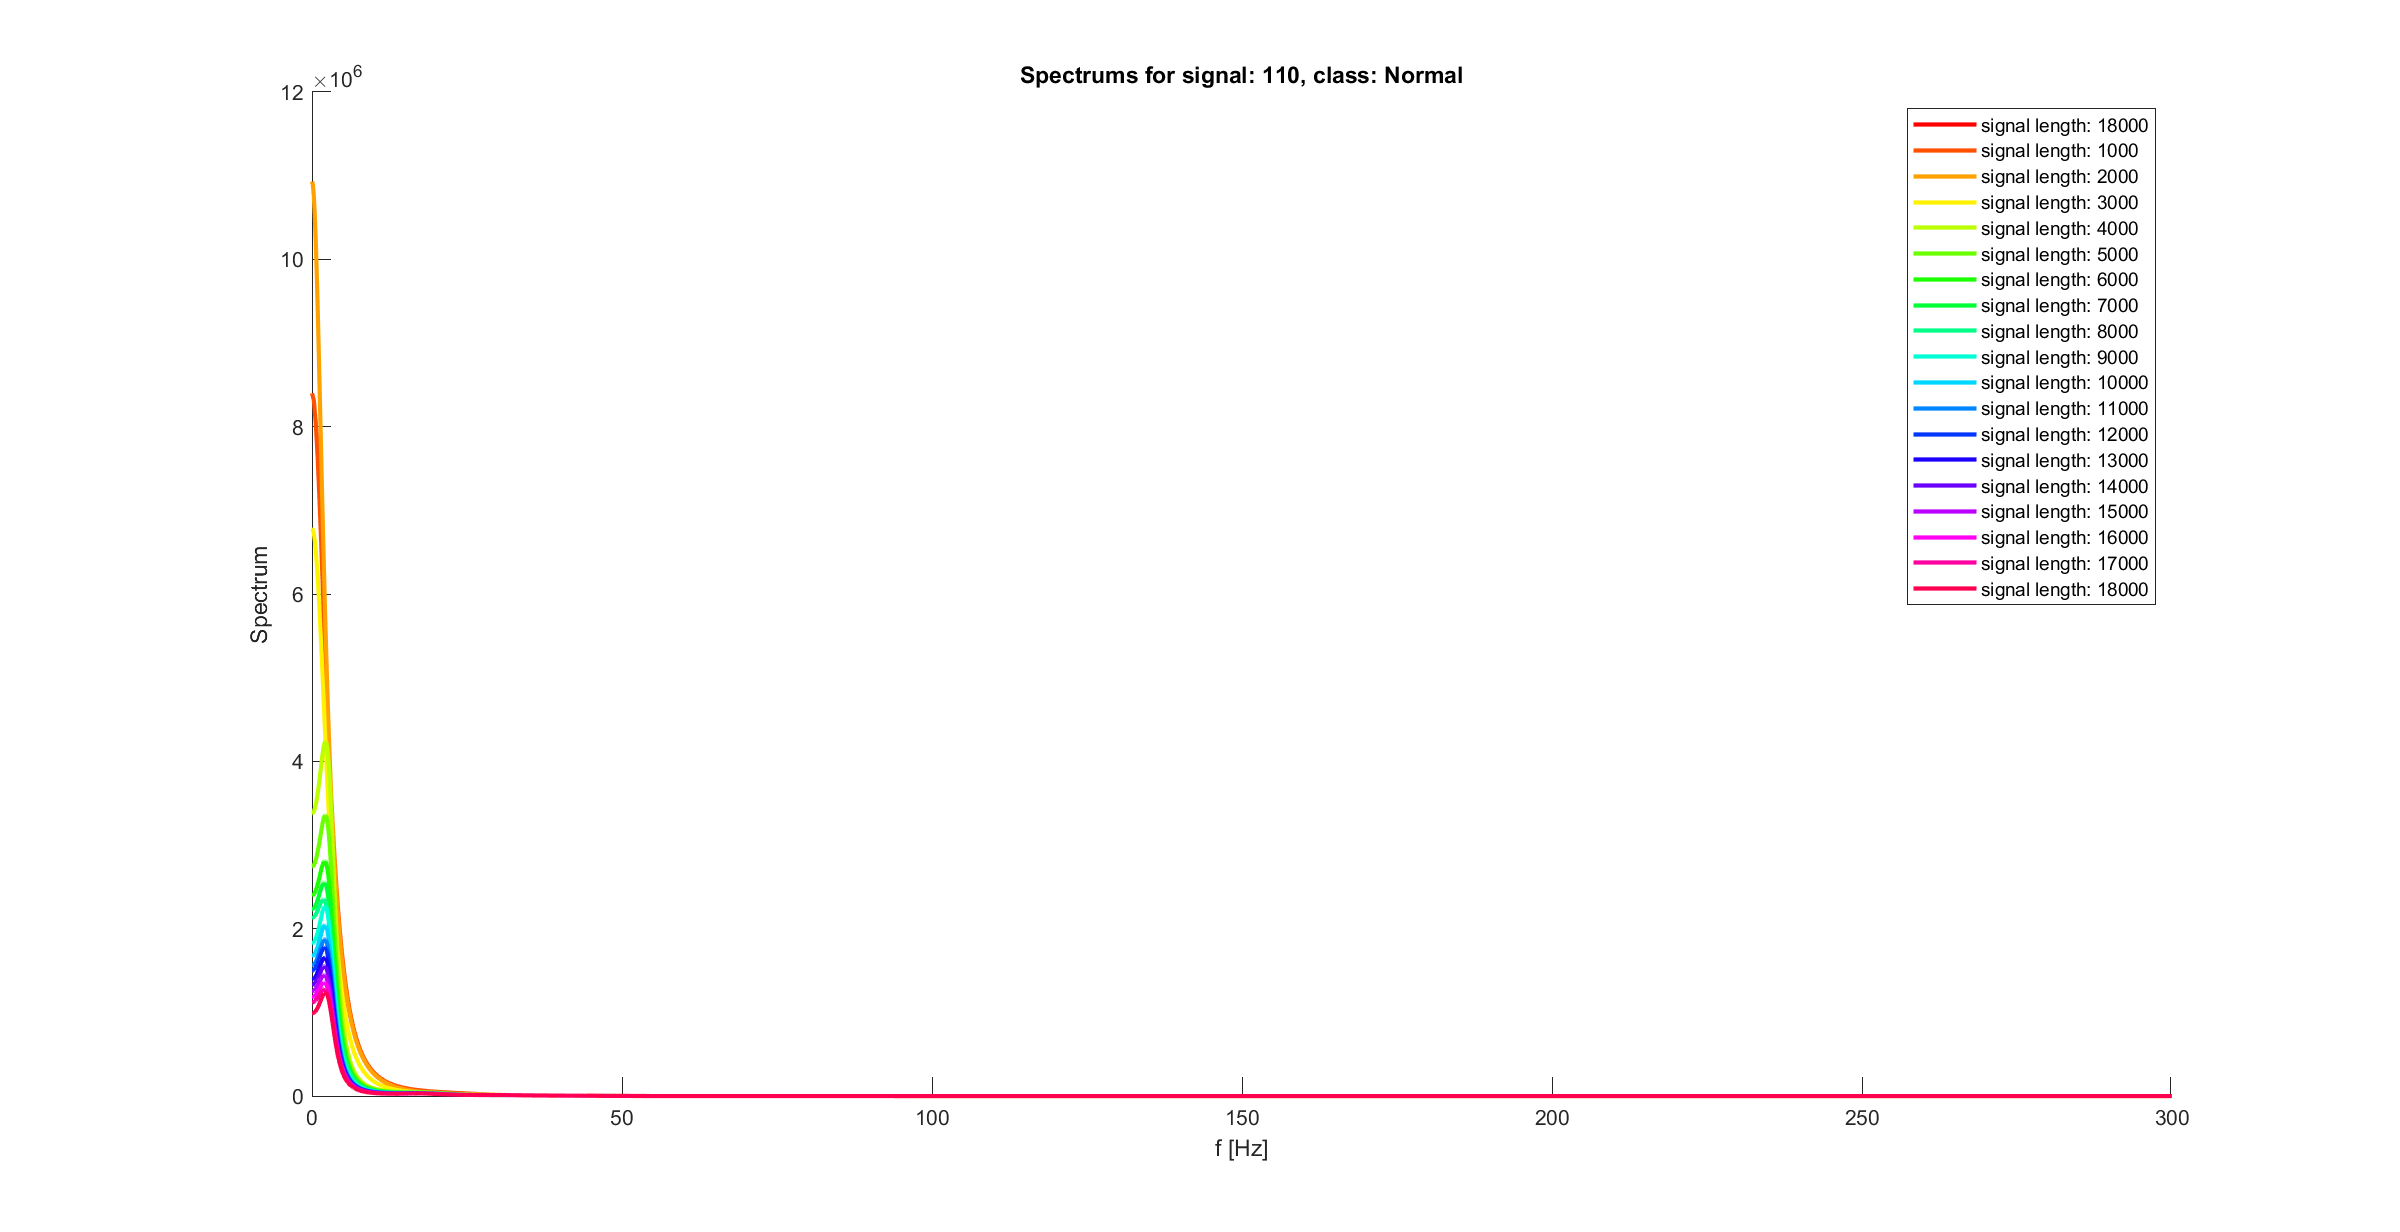 Spectrums for signal: 110, class: Normal
×10^6
12
10
8
6
4
2
0
Spectrum
0 50 100 150 200 250 300
f [Hz]
signal length: 18000
signal length: 1000
signal length: 2000
signal length: 3000
signal length: 4000
signal length: 5000
signal length: 6000
signal length: 7000
signal length: 8000
signal length: 9000
signal length: 10000
signal length: 11000
signal length: 12000
signal length: 13000
signal length: 14000
signal length: 15000
signal length: 16000
signal length: 17000
signal length: 18000